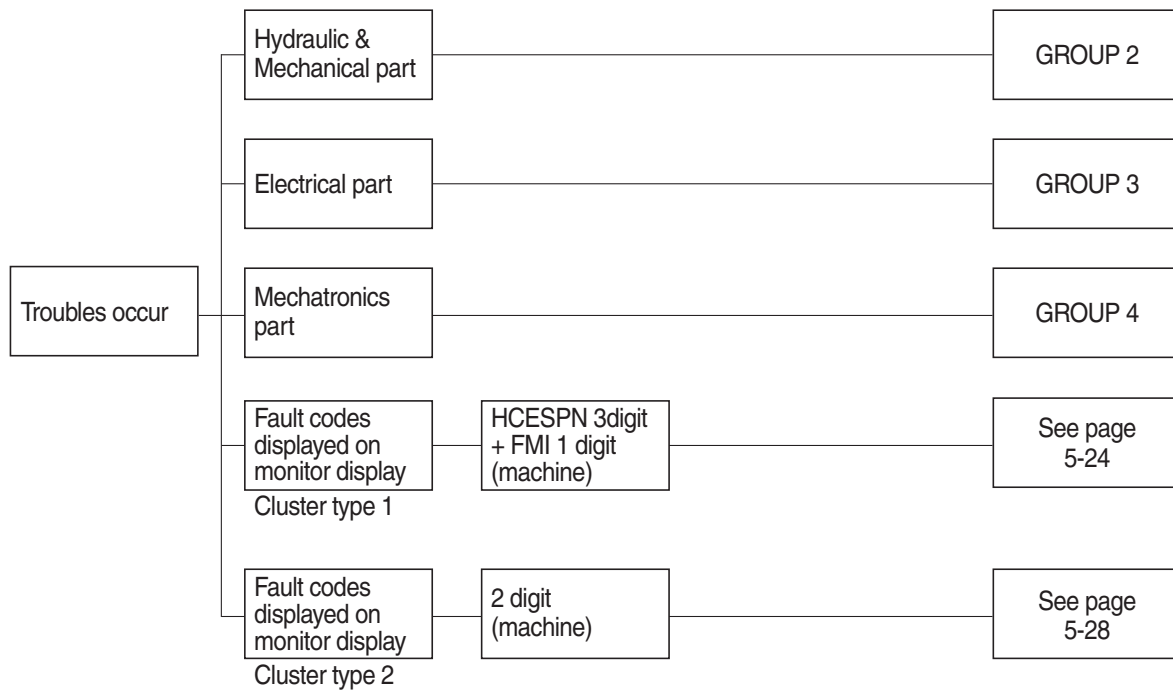 Hydraulic &
Mechanical part
GROUP 2
Electrical part
GROUP 3
Troubles occur
Mechatronics
part
GROUP 4
Fault codes
displayed on
monitor display
Cluster type 1
HCESPN 3digit
+ FMI 1 digit
(machine)
See page
5-24
Fault codes
displayed on
monitor display
Cluster type 2
2 digit
(machine)
See page
5-28